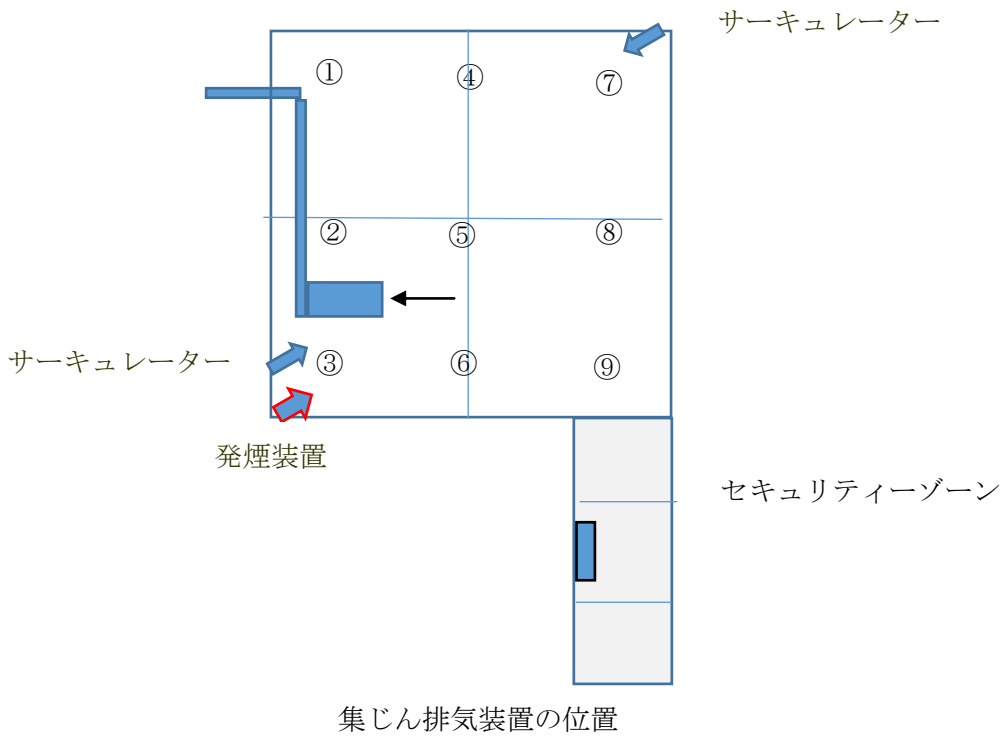 サーキュレーター
① ④ ⑦
② ⑤ ⑧
サーキュレーター
③ ⑥ ⑨
発煙装置
セキュリティーゾーン
集じん排気装置の位置